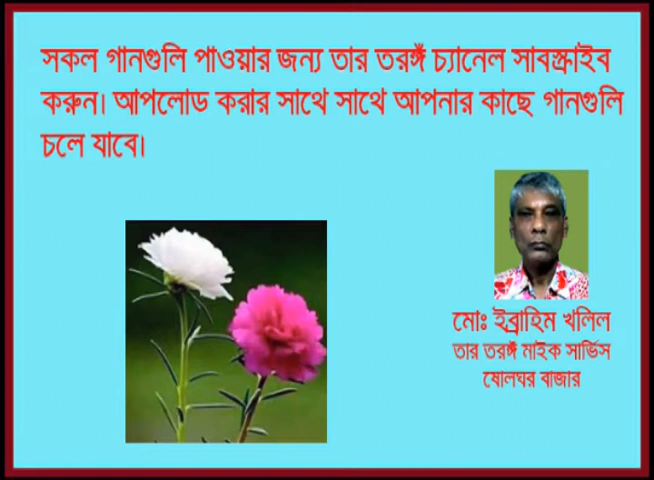 সকল গানগুলি পাওয়ার জন্য তার তরঙ্গঁ চ্যানেল সাবস্ক্রাইব
করুন। আপলোড করার সাথে সাথে আপনার কাছে গানগুলি
চলে যাবে।
মোঃ ইব্রাহিম খলিল
তার তরঙ্গঁ মাইক সার্ভিস
ষোলঘর বাজার